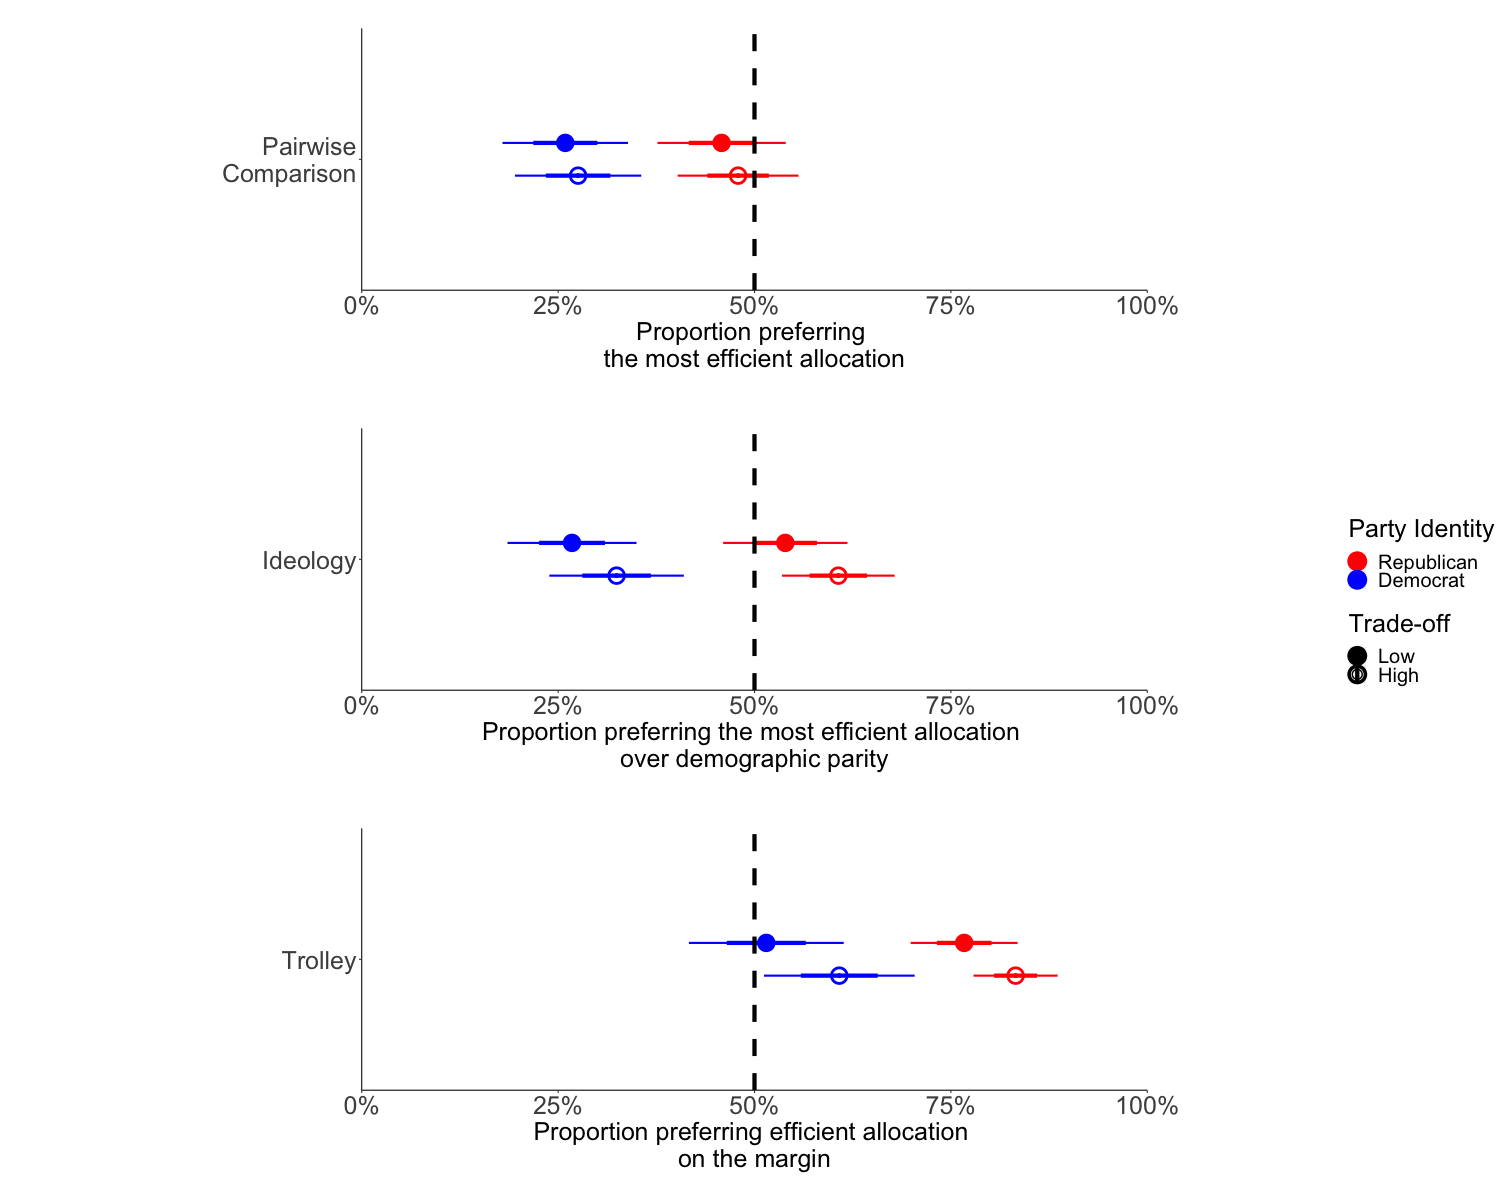 Pairwise
Comparison
0% 25% 50% 75% 100%
Proportion preferring
the most efficient allocation
Ideology
0% 25% 50% 75% 100%
Proportion preferring the most efficient allocation
over demographic parity
Party Identity
Republican
Democrat
Trade-off
Low
High
Trolley
0% 25% 50% 75% 100%
Proportion preferring efficient allocation
on the margin